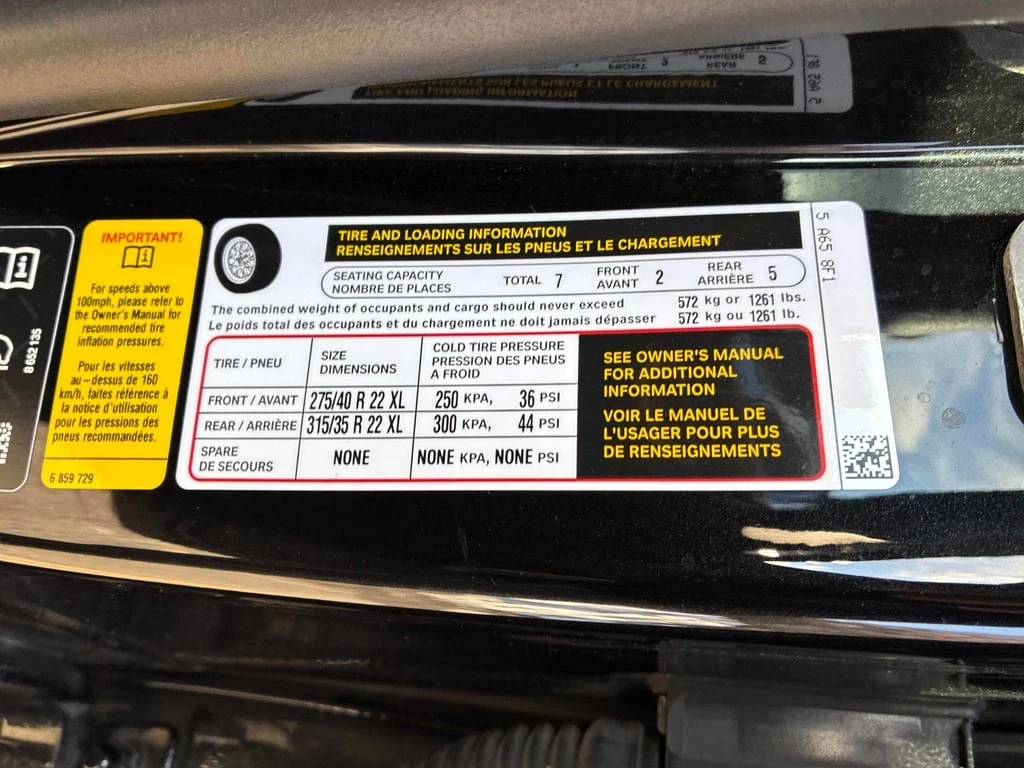 IMPORTANT!
For speeds above
100mph, please refer to
the Owner's Manual for
recommended tire
inflation pressures.
Pour les vitesses
au-dessus de 160
km/h, faites référence à
la notice d'utilisation
pour les pressions des
pneus recommandées.
6 859 729
8 652 135
TIRE AND LOADING INFORMATION
RENSEIGNEMENTS SUR LES PNEUS ET LE CHARGEMENT
SEATING CAPACITY
NOMBRE DE PLACES
TOTAL 7
FRONT
AVANT 2
REAR
ARRIÈRE 5
The combined weight of occupants and cargo should never exceed 572 kg or 1261 lbs.
Le poids total des occupants et du chargement ne doit jamais dépasser 572 kg ou 1261 lb.
TIRE / PNEU
SIZE
DIMENSIONS
COLD TIRE PRESSURE
PRESSION DES PNEUS
A FROID
FRONT / AVANT 275/40 R 22 XL 250 KPA, 36 PSI
REAR / ARRIÈRE 315/35 R 22 XL 300 KPA, 44 PSI
SPARE
DE SECOURS NONE NONE KPA, NONE PSI
SEE OWNER'S MANUAL
FOR ADDITIONAL
INFORMATION
VOIR LE MANUEL DE
L'USAGER POUR PLUS
DE RENSEIGNEMENTS
5 A65 8F1